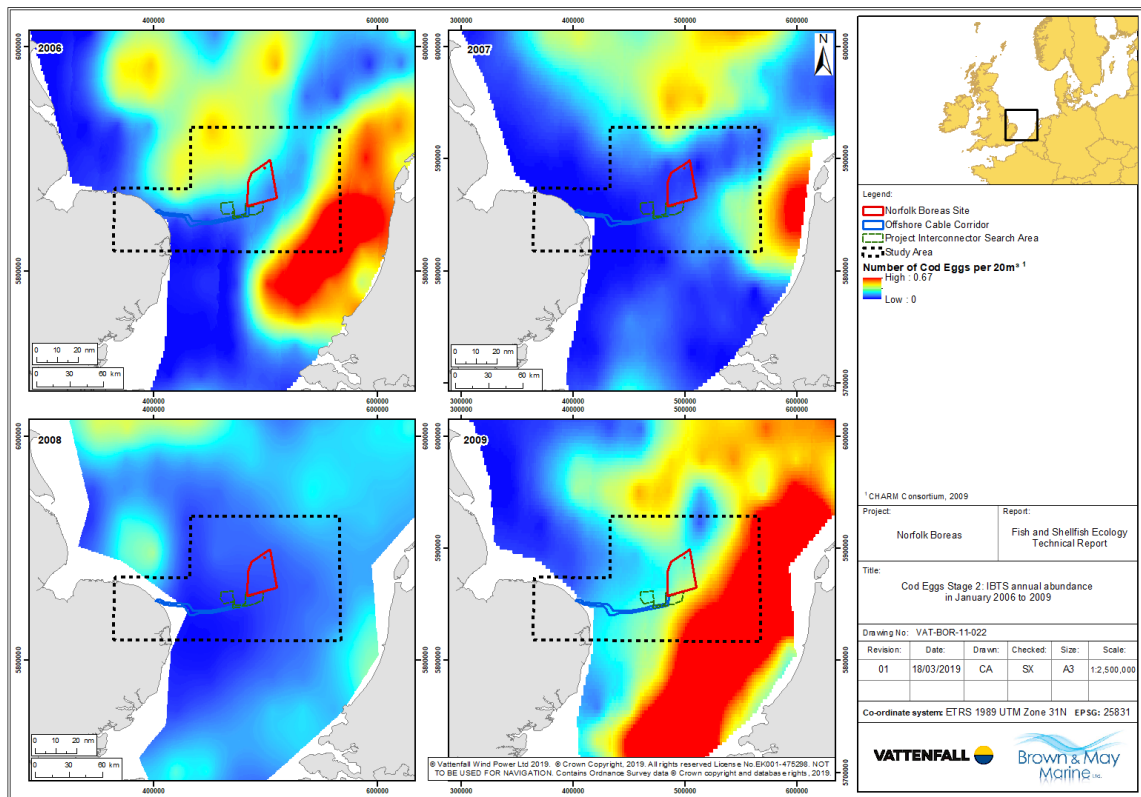 400000
600000
300000
400000
500000
600000
2006
2007
N
6000000
5900000
5800000
6000000
5900000
5800000
5700000
0 10 20 nm
0 30 60 km
0 10 20 nm
0 30 60 km
400000
600000
300000
400000
500000
600000
400000
600000
2008
2009
6000000
5900000
5800000
6000000
5900000
5800000
5700000
0 10 20 nm
0 30 60 km
400000
600000
300000
400000
500000
600000
© Vattenfall Wind Power Ltd 2019. © Crown Copyright, 2019. All rights reserved License No.EK001-475298. NOT
TO BE USED FOR NAVIGATION. Contains Ordnance Survey data © Crown copyright and database rights, 2019.
Legend:
Norfolk Boreas Site
Offshore Cable Corridor
Project Interconnector Search Area
Study Area
Number of Cod Eggs per 20m³ ¹
High : 0.67
Low : 0
¹ CHARM Consortium, 2009
Project:
Norfolk Boreas
Report:
Fish and Shellfish Ecology
Technical Report
Title:
Cod Eggs Stage 2: IBTS annual abundance
in January 2006 to 2009
Drawing No: VAT-BOR-11-022
Revision: Date: Drawn: Checked: Size: Scale:
01 18/03/2019 CA SX A3 1:2,500,000
Co-ordinate system: ETRS 1989 UTM Zone 31N EPSG: 25831
VATTENFALL
Brown & May
Marine Ltd.